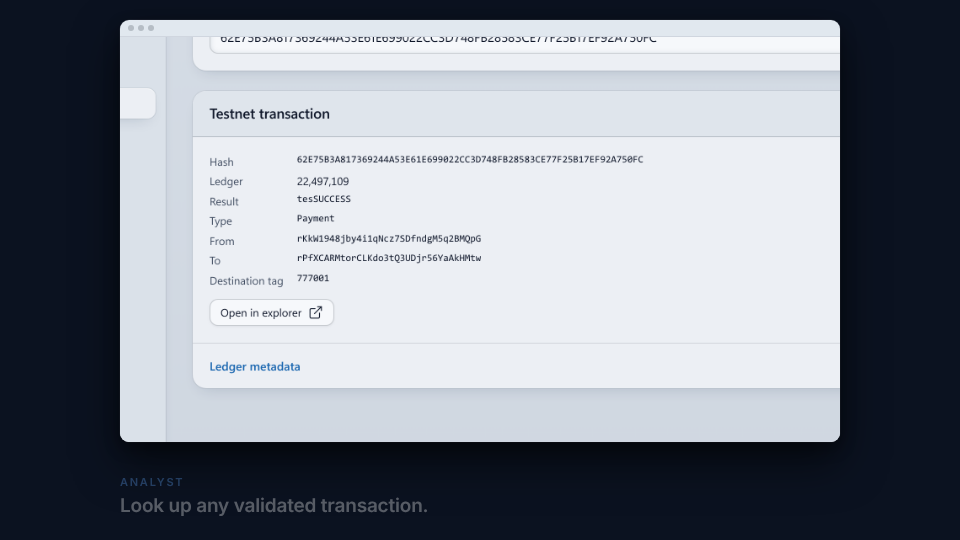 62E75B3A817369244A53E61E699022CC3D748FB28583CE77F25B17EF92A750FC
Testnet transaction
Hash 62E75B3A817369244A53E61E699022CC3D748FB28583CE77F25B17EF92A750FC
Ledger 22,497,109
Result tesSUCCESS
Type Payment
From rKkW1948jby4i1qNcz7SDfndgM5q2BMQpG
To rPfXCARMtorCLKdo3tQ3UDjr56YaAkHMtw
Destination tag 777001
Open in explorer
Ledger metadata
ANALYST
Look up any validated transaction.